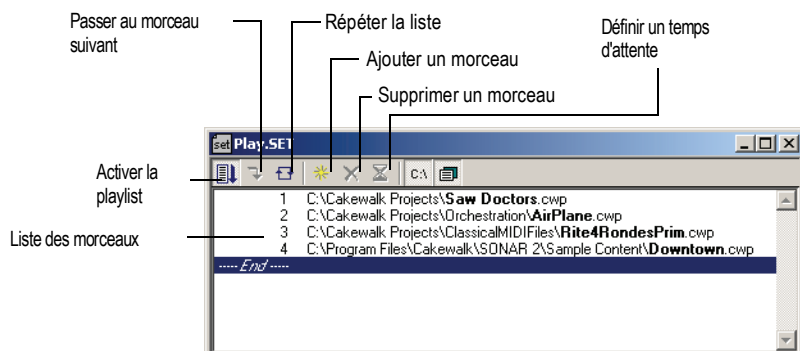 Passer au morceau
suivant
Répéter la liste
Définir un temps
d'attente
Ajouter un morceau
Supprimer un morceau
set Play.SET
Activer la
playlist
C:\
Liste des morceaux
1 C:\Cakewalk Projects\Saw Doctors.cwp
2 C:\Cakewalk Projects\Orchestration\AirPlane.cwp
3 C:\Cakewalk Projects\ClassicalMIDIFiles\Rite4RondesPrim.cwp
4 C:\Program Files\Cakewalk\SONAR 2\Sample Content\Downtown.cwp
----- End -----